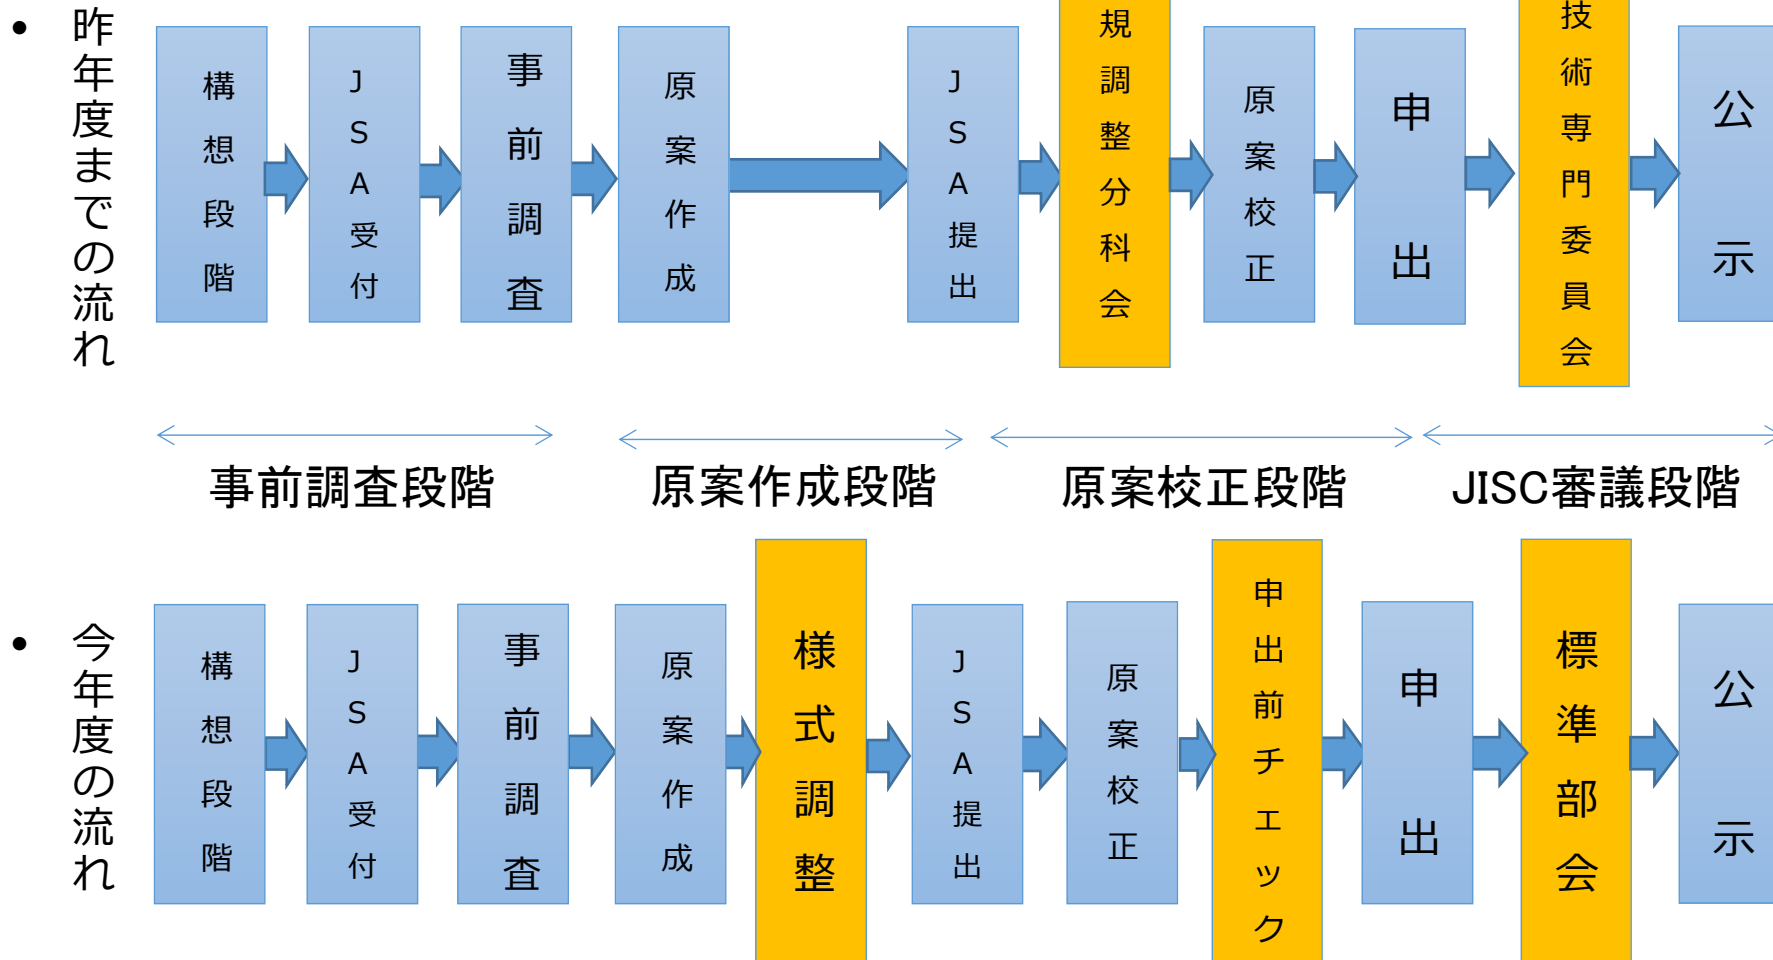 • 昨年度までの流れ
構想段階
JSA受付
事前調査
原案作成
JSA提出
規調整分科会
原案校正
申出
技術専門委員会
公示
事前調査段階
原案作成段階
原案校正段階
JISC審議段階
• 今年度の流れ
構想段階
JSA受付
事前調査
原案作成
様式調整
JSA提出
原案校正
申出前チェック
申出
標準部会
公示